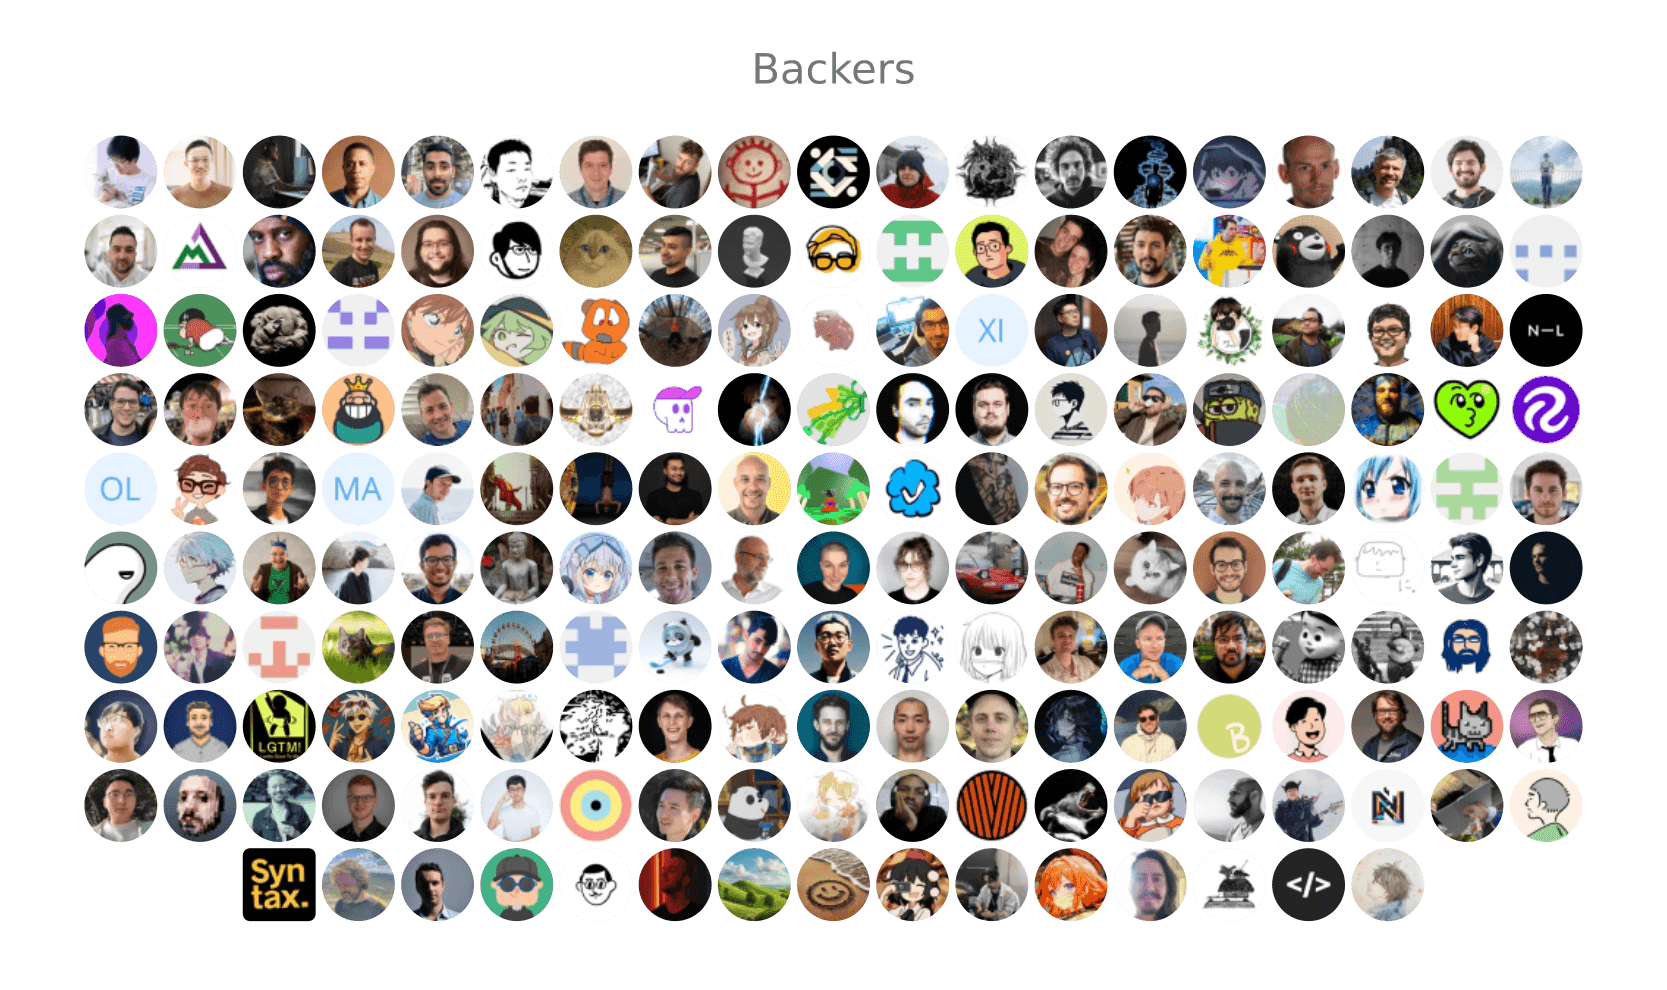 Backers
XI
N—L
OL
MA
LGTM!
B
N
Syn
tax.
</>